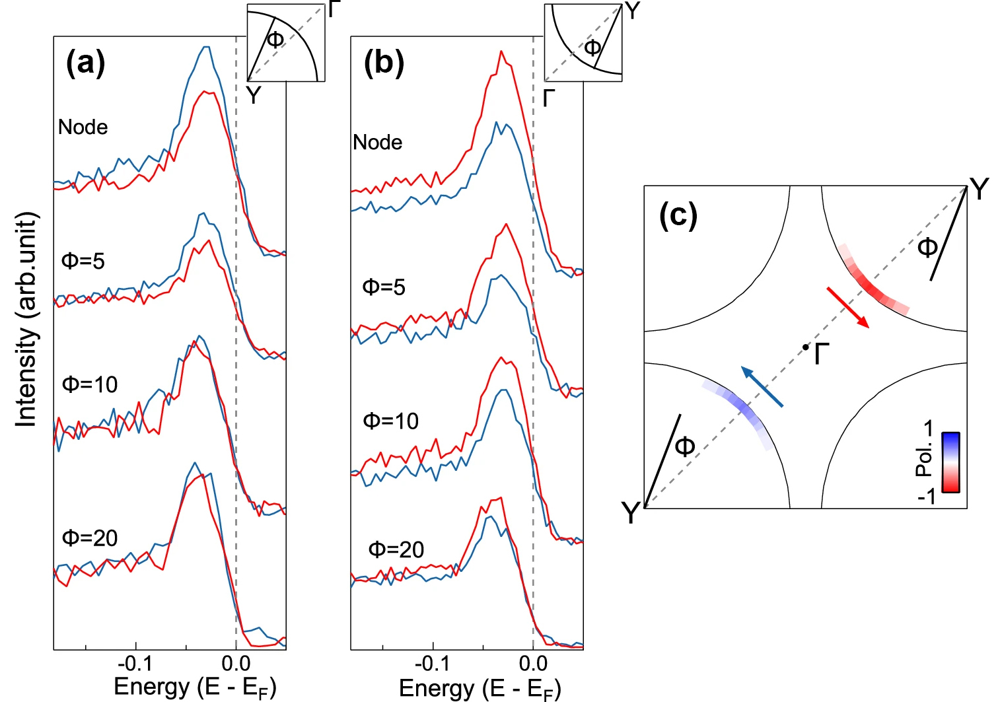 Intensity (arb.unit)
(a)
Γ
Φ
Y
Node
Φ=5
Φ=10
Φ=20
-0.1
0.0
Energy (E - EF)
(b)
Y
Φ
Γ
Node
Φ=5
Φ=10
Φ=20
-0.1
0.0
Energy (E - EF)
(c)
Y
Φ
Γ
Φ
Y
Pol.
1
-1